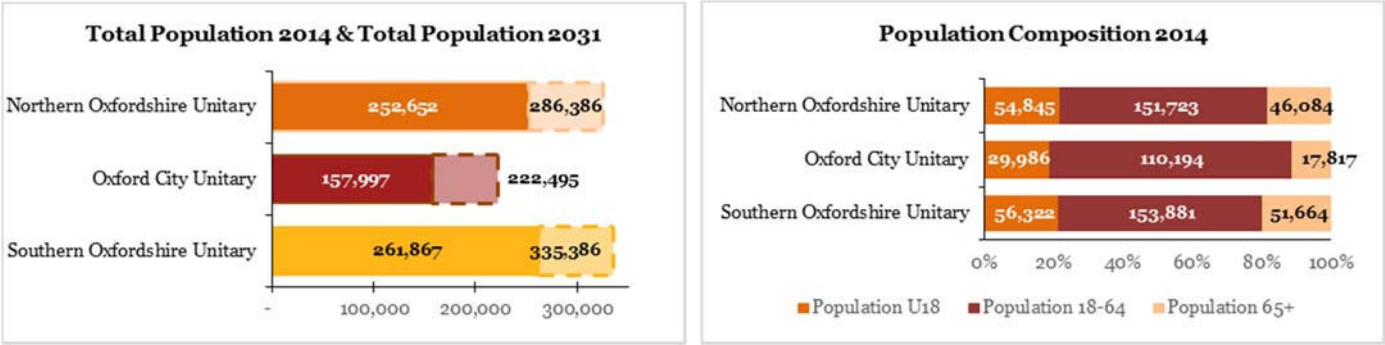 Total Population 2014 & Total Population 2031
Northern Oxfordshire Unitary 252,652 286,386
Oxford City Unitary 157,997 222,495
Southern Oxfordshire Unitary 261,867 335,386
- 100,000 200,000 300,000
Population Composition 2014
Northern Oxfordshire Unitary 54,845 151,723 46,084
Oxford City Unitary 29,986 110,194 17,817
Southern Oxfordshire Unitary 56,322 153,881 51,664
0% 20% 40% 60% 80% 100%
Population U18 Population 18-64 Population 65+